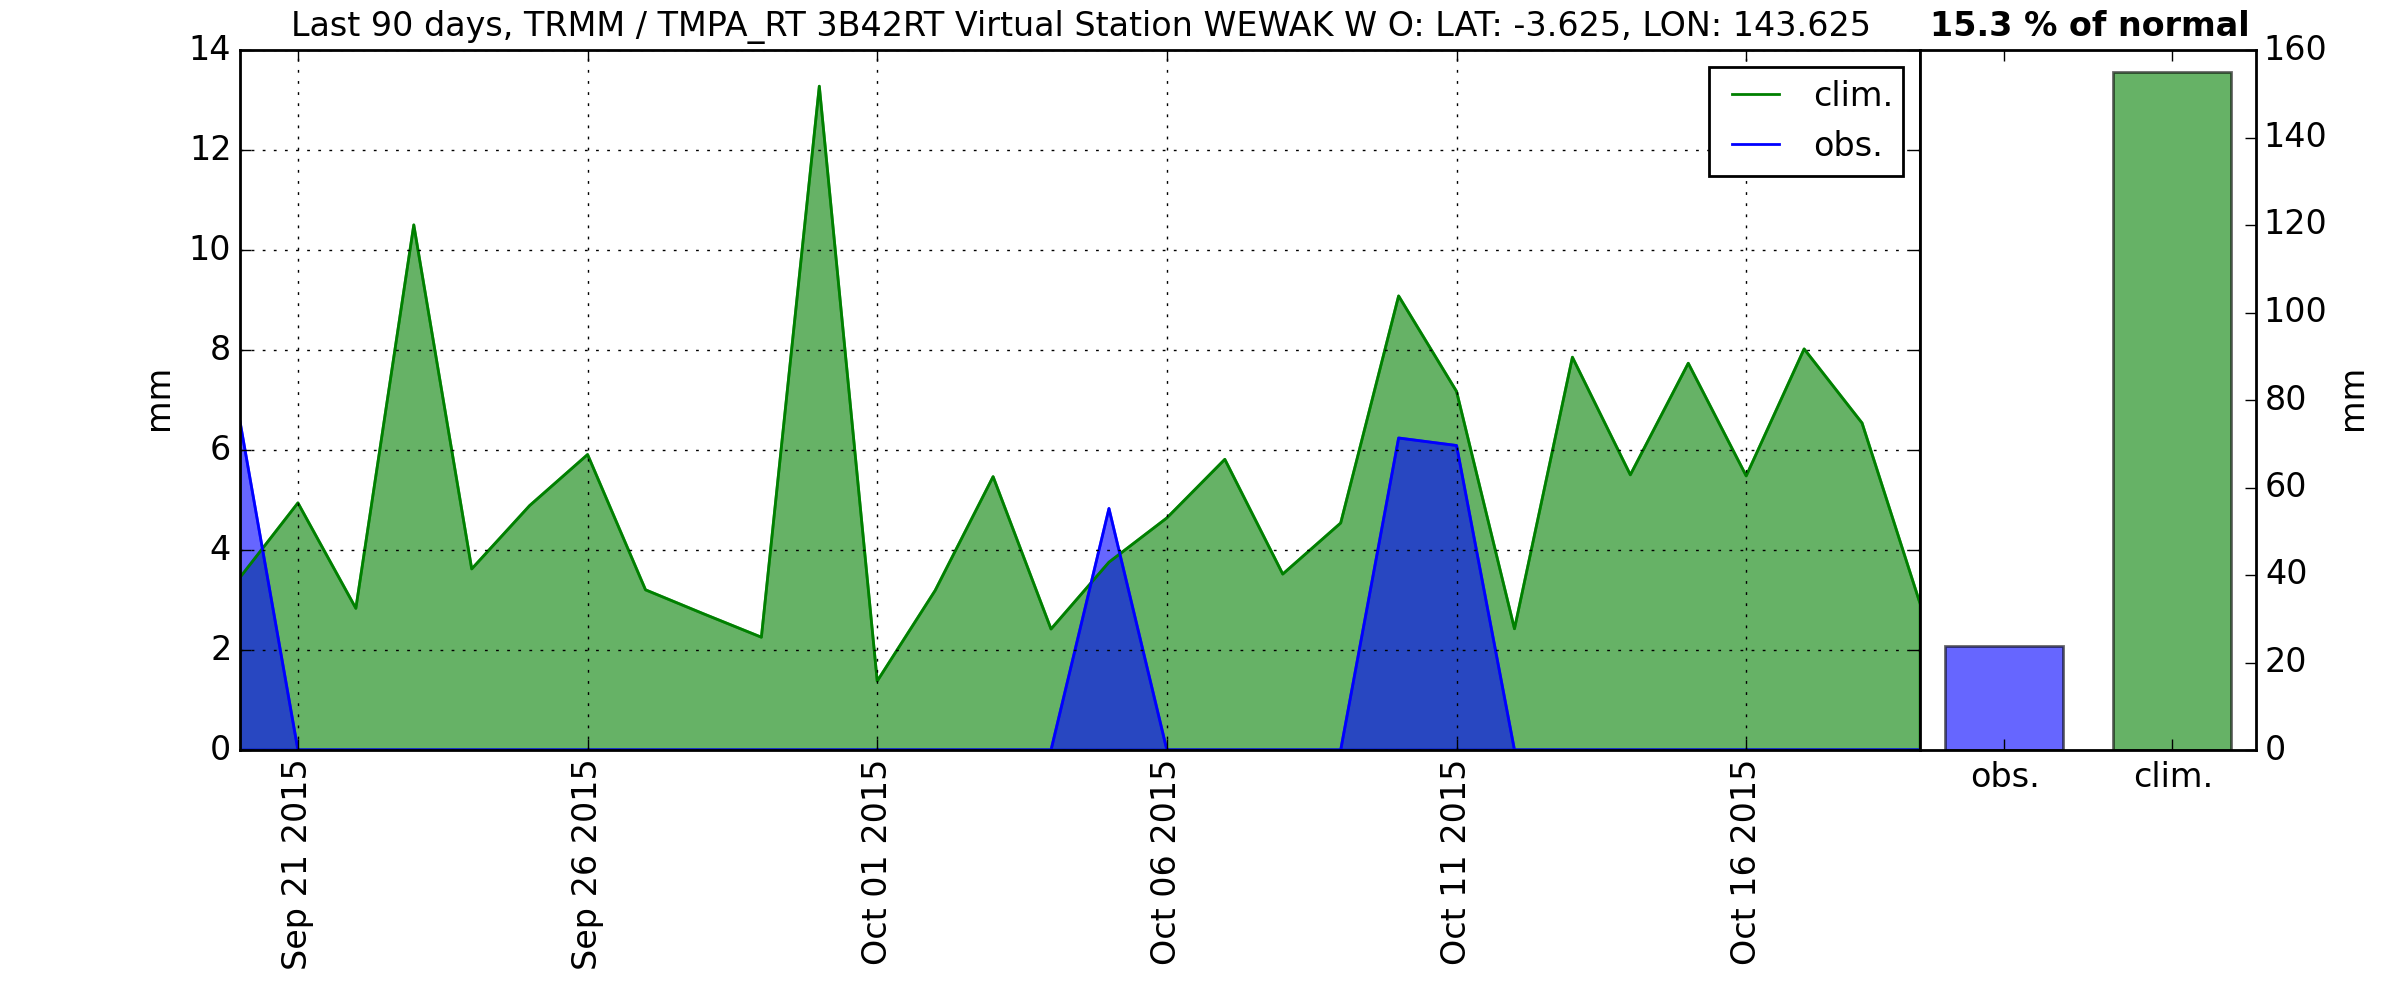 Last 90 days, TRMM / TMPA_RT 3B42RT Virtual Station WEWAK W O: LAT: -3.625, LON: 143.625
15.3 % of normal
14
12
10
8
6
4
2
0
mm
clim.
obs.
Sep 21 2015
Sep 26 2015
Oct 01 2015
Oct 06 2015
Oct 11 2015
Oct 16 2015
160
140
120
100
80
60
40
20
0
mm
obs.
clim.